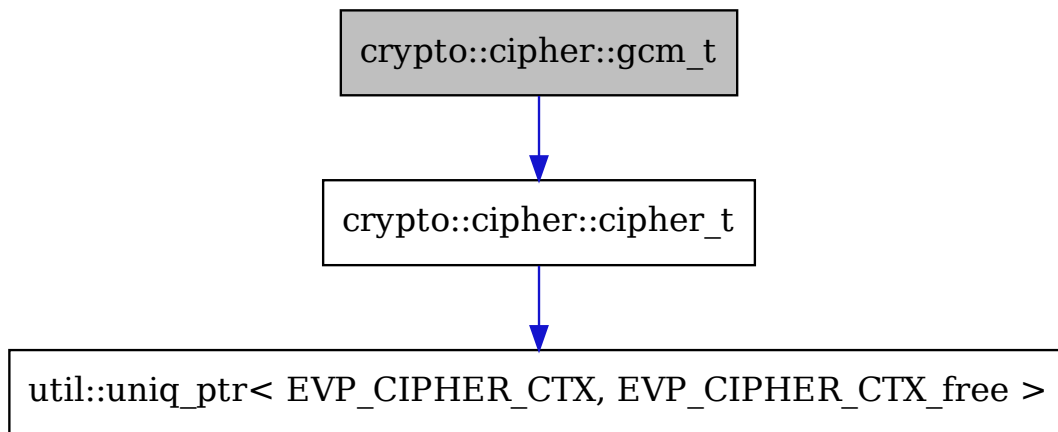 crypto::cipher::gcm_t
crypto::cipher::cipher_t
util::uniq_ptr< EVP_CIPHER_CTX, EVP_CIPHER_CTX_free >